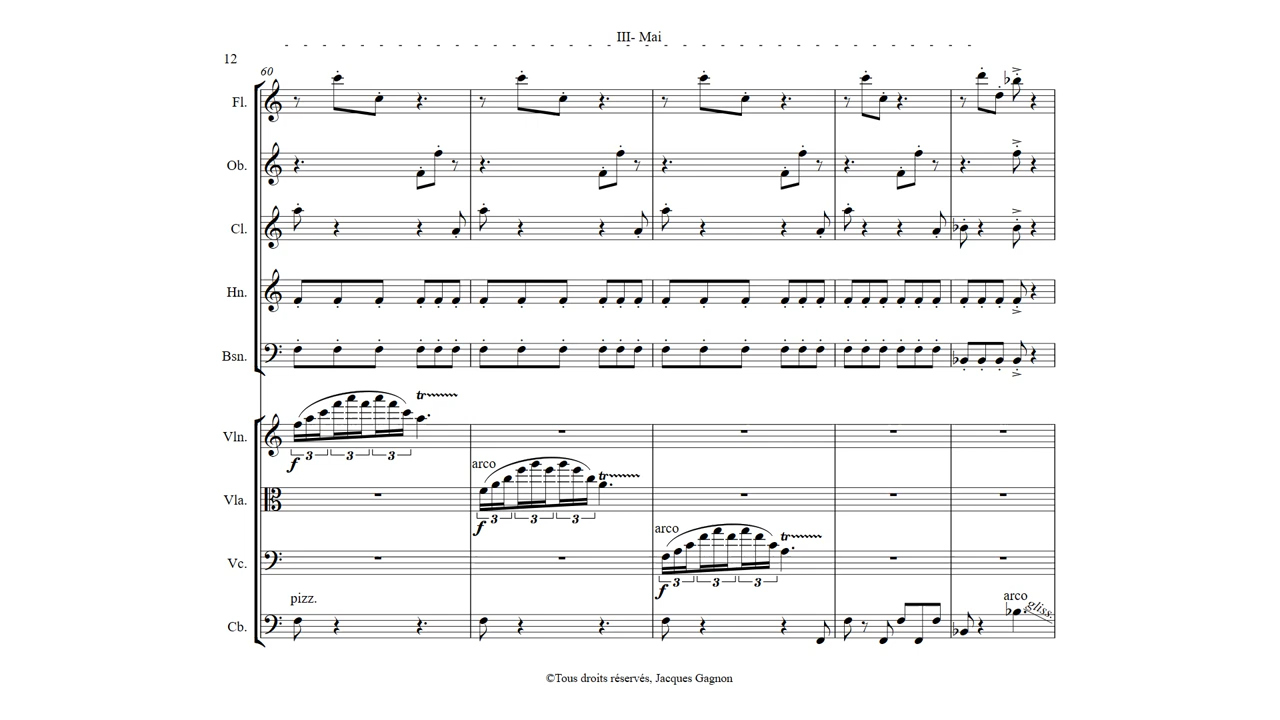 III- Mai
12
60
Fl.
Ob.
Cl.
Hn.
Bsn.
tr
Vln.
f 3 3 3
arco
tr
Vla.
f 3 3 3
arco
tr
Vc.
f 3 3 3
pizz.
arco
gliss.
Cb.
©Tous droits réservés, Jacques Gagnon